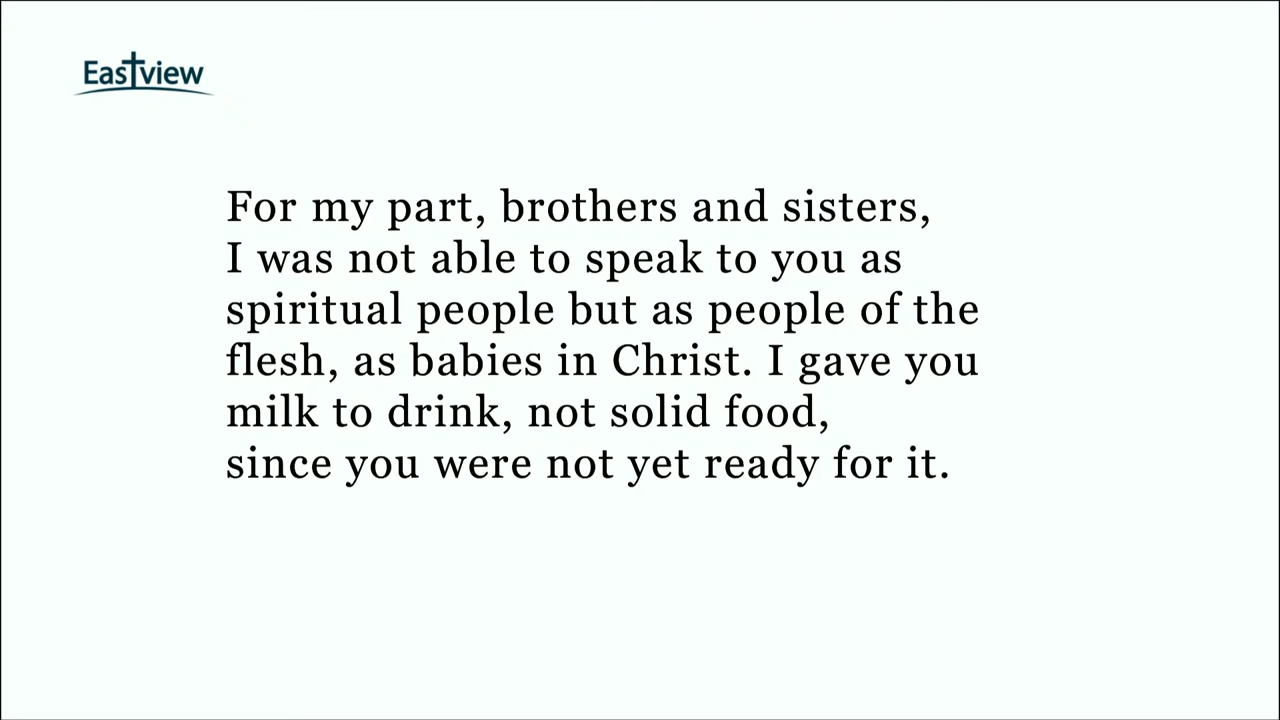 Eastview
For my part, brothers and sisters,
I was not able to speak to you as
spiritual people but as people of the
flesh, as babies in Christ. I gave you
milk to drink, not solid food,
since you were not yet ready for it.